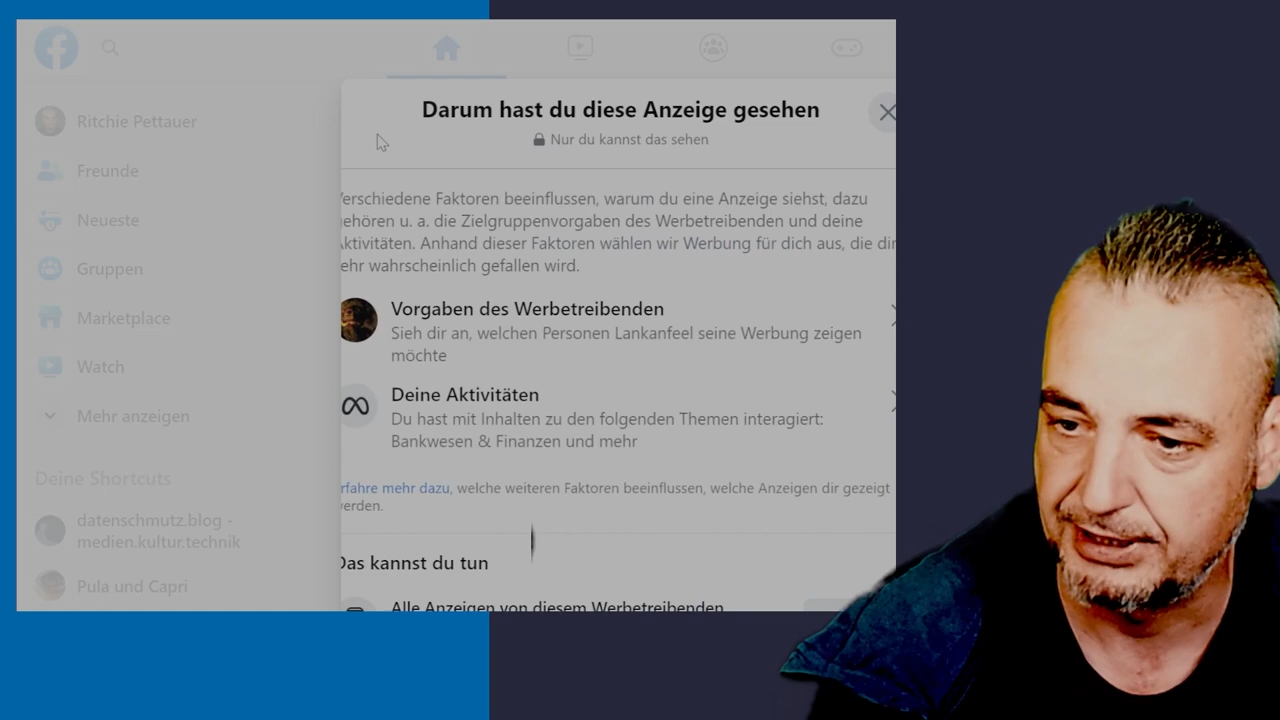 Ritchie Pettauer
Freunde
Neueste
Gruppen
Marketplace
Watch
Mehr anzeigen
Deine Shortcuts
datenschmutz.blog -
medien.kultur.technik
Pula und Capri
Darum hast du diese Anzeige gesehen
Nur du kannst das sehen
Verschiedene Faktoren beeinflussen, warum du eine Anzeige siehst, dazu
gehören u. a. die Zielgruppenvorgaben des Werbetreibenden und deine
Aktivitäten. Anhand dieser Faktoren wählen wir Werbung für dich aus, die dir
ehr wahrscheinlich gefallen wird.
Vorgaben des Werbetreibenden
Sieh dir an, welchen Personen Lankanfeel seine Werbung zeigen
möchte
Deine Aktivitäten
Du hast mit Inhalten zu den folgenden Themen interagiert:
Bankwesen & Finanzen und mehr
rfahre mehr dazu, welche weiteren Faktoren beeinflussen, welche Anzeigen dir gezeigt
werden.
Das kannst du tun
Alle Anzeigen von diesem Werbetreibenden